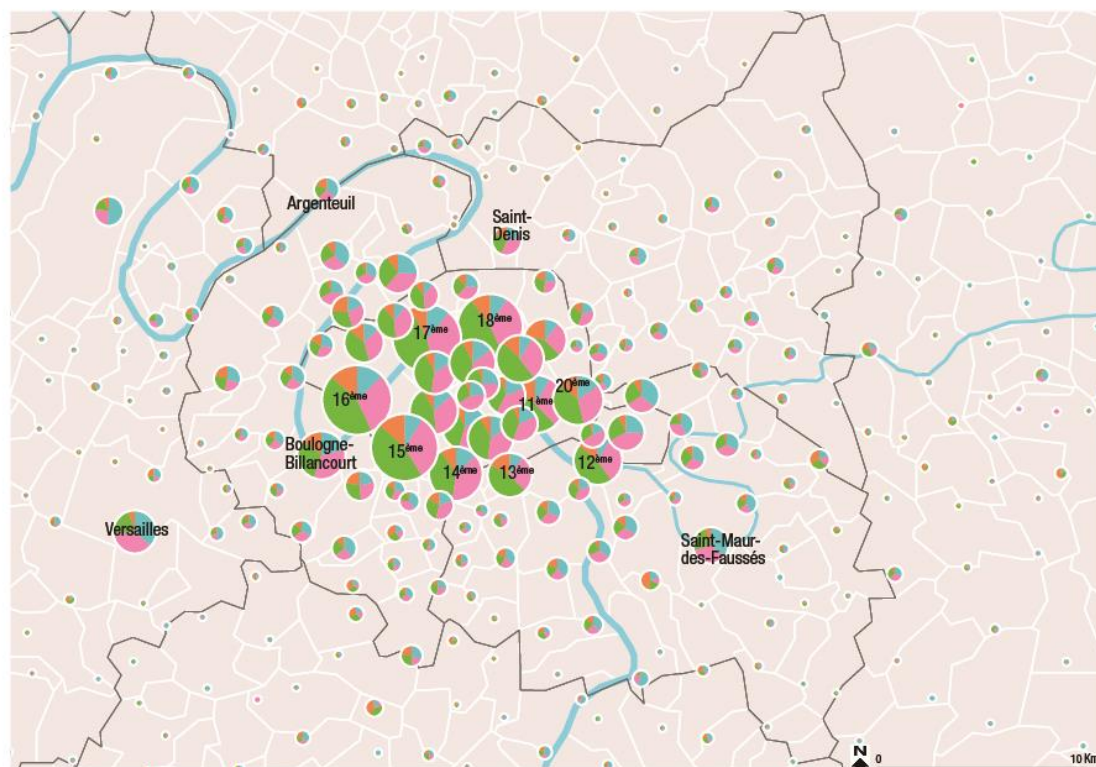 Argenteuil
Saint-
Denis
18ème
17ème
20ème
16ème
11ème
Boulogne-
Billancourt
15ème
12ème
14ème
13ème
Versailles
Saint-Maur-
des-Faussés
N
0
10 Km